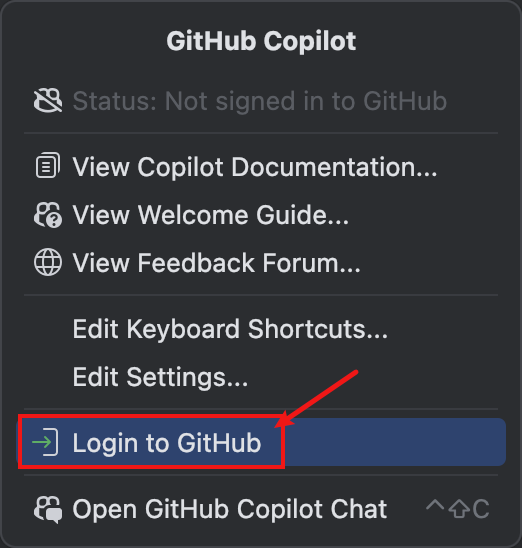 GitHub Copilot
Status: Not signed in to GitHub
View Copilot Documentation...
View Welcome Guide...
View Feedback Forum...
Edit Keyboard Shortcuts...
Edit Settings...
Login to GitHub
Open GitHub Copilot Chat ⌃⇧C